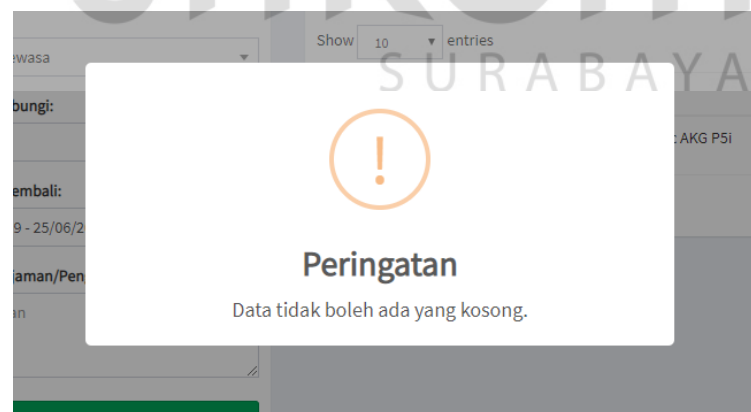 SURABAYA
ewasa
Show 10 entries
bungi:
: AKG P5i
!
embali:
9 - 25/06/2
jaman/Pen
an
Peringatan
Data tidak boleh ada yang kosong.